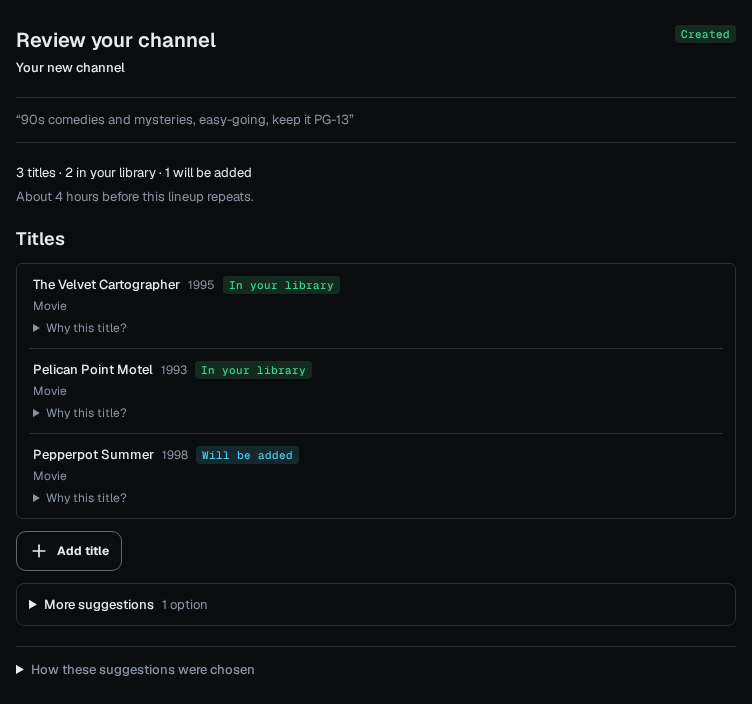 Review your channel
Created
Your new channel
“90s comedies and mysteries, easy-going, keep it PG-13”
3 titles · 2 in your library · 1 will be added
About 4 hours before this lineup repeats.
Titles
The Velvet Cartographer 1995 In your library
Movie
Why this title?
Pelican Point Motel 1993 In your library
Movie
Why this title?
Pepperpot Summer 1998 Will be added
Movie
Why this title?
Add title
More suggestions 1 option
How these suggestions were chosen